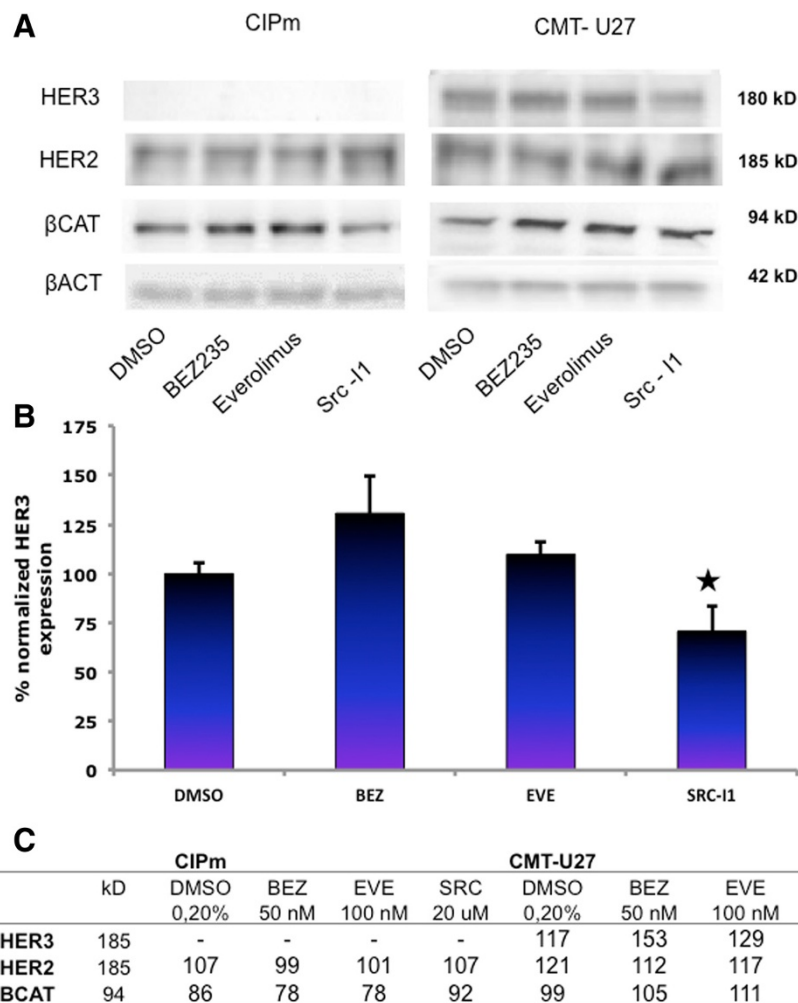 A
CIPm CMT- U27
HER3 180 kD
HER2 185 kD
βCAT 94 kD
βACT 42 kD
DMSO BEZ235 Everolimus Src -I1 DMSO BEZ235 Everolimus Src - I1
B
175
150
125
100
75
50
25
0
% normalized HER3
expression
★
DMSO BEZ EVE SRC-I1
C
CIPm CMT-U27
kD DMSO BEZ EVE SRC DMSO BEZ EVE
0,20% 50 nM 100 nM 20 uM 0,20% 50 nM 100 nM
HER3 185 - - - - 117 153 129
HER2 185 107 99 101 107 121 112 117
BCAT 94 86 78 78 92 99 105 111